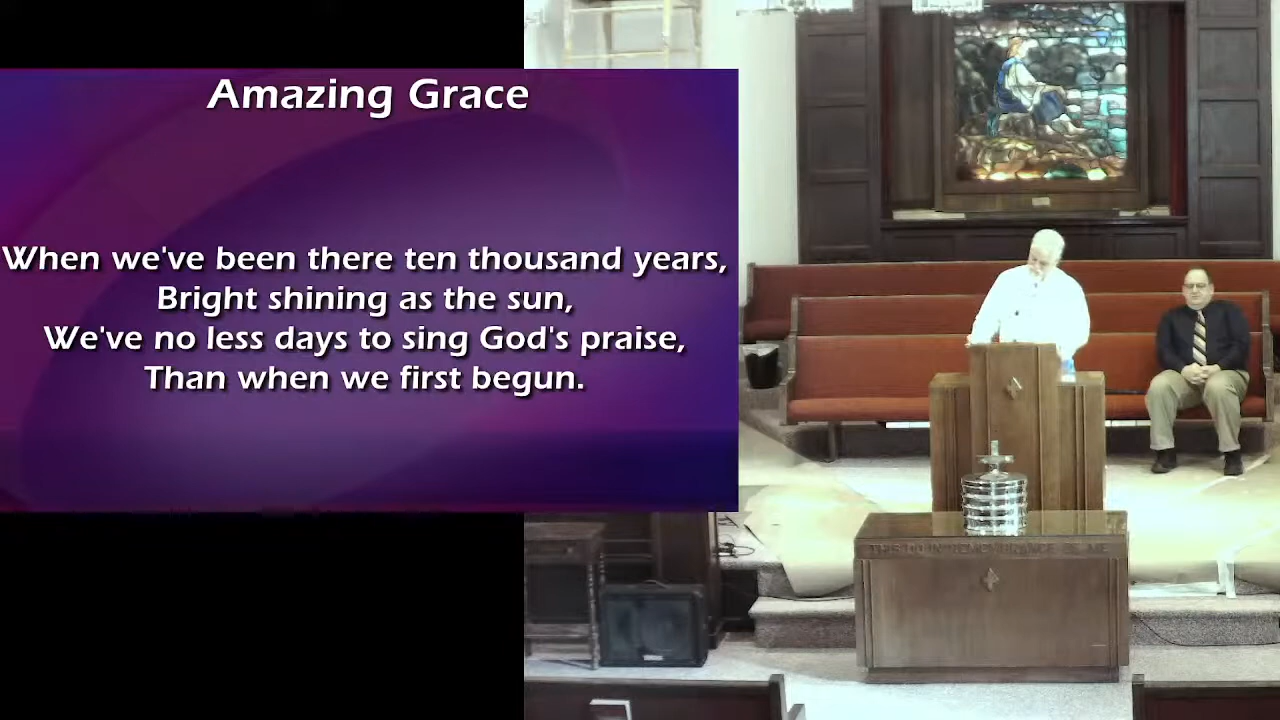 Amazing Grace
When we've been there ten thousand years,
Bright shining as the sun,
We've no less days to sing God's praise,
Than when we first begun.
THIS DO IN REMEMBRANCE OF ME